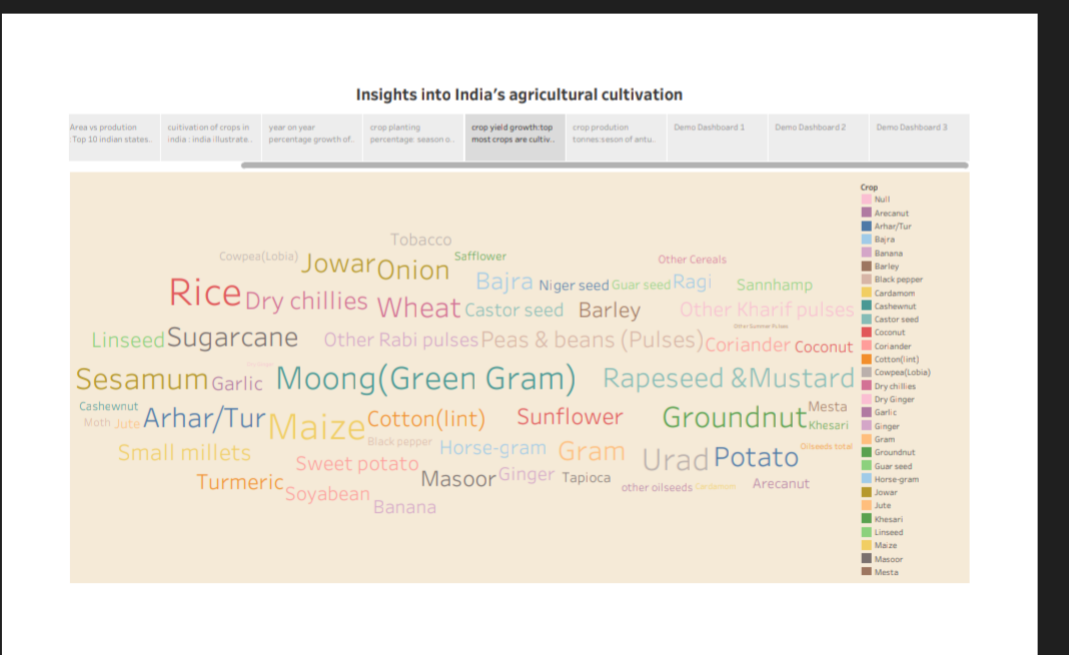 Insights into India's agricultural cultivation
Area vs prodution
:Top 10 indian states..
cuitivation of crops in
india : india illustrate..
year on year
percentage growth of..
crop planting
percentage: season o..
crop yield growth:top
most crops are cultiv..
crop prodution
tonnes:sason of antu..
Demo Dashboard 1
Demo Dashboard 2
Demo Dashboard 3
Tobacco
Cowpea(Lobia)
Jowar
Onion
Safflower
Other Cereals
Rice
Dry chillies
Wheat
Bajra
Niger seed
Guar seed
Ragi
Sannhamp
Castor seed
Barley
Other Kharif pulses
Other Summer Pulses
Linseed
Sugarcane
Other Rabi pulses
Peas & beans (Pulses)
Coriander
Coconut
Sesamum
Garlic
Moong(Green Gram)
Rapeseed &Mustard
Cashewnut
Moth
Jute
Arhar/Tur
Maize
Cotton(lint)
Sunflower
Groundnut
Mesta
Khesari
Small millets
Black pepper
Horse-gram
Gram
Urad
Potato
Oilseeds total
Sweet potato
Turmeric
Soyabean
Masoor
Ginger
Tapioca
other oilseeds
Cardamom
Arecanut
Banana
Crop
Null
Arecanut
Arhar/Tur
Bajra
Banana
Barley
Black pepper
Cardamom
Cashewnut
Castor seed
Coconut
Coriander
Cotton(lint)
Cowpea(Lobia)
Dry chillies
Dry Ginger
Garlic
Ginger
Gram
Groundnut
Guar seed
Horse-gram
Jowar
Jute
Khesari
Linseed
Maize
Masoor
Mesta